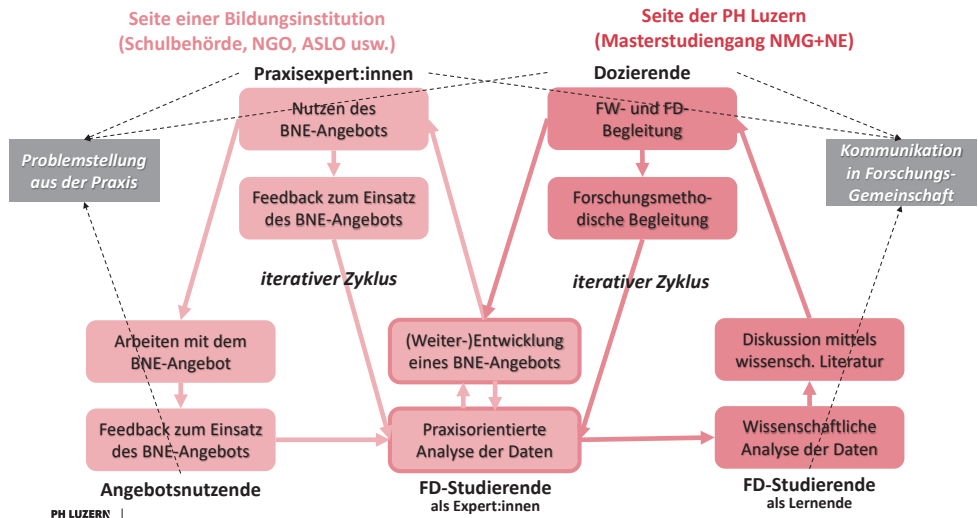 Seite einer Bildungsinstitution
(Schulbehörde, NGO, ASLO usw.)
Seite der PH Luzern
(Masterstudiengang NMG+NE)
Praxisexpert:innen
Dozierende
Nutzen des
BNE-Angebots
FW- und FD-
Begleitung
Problemstellung
aus der Praxis
Kommunikation
in Forschungs-
Gemeinschaft
Feedback zum Einsatz
des BNE-Angebots
Forschungsmetho-
dische Begleitung
iterativer Zyklus
iterativer Zyklus
Arbeiten mit dem
BNE-Angebot
(Weiter-)Entwicklung
eines BNE-Angebots
Diskussion mittels
wissensch. Literatur
Feedback zum Einsatz
des BNE-Angebots
Praxisorientierte
Analyse der Daten
Wissenschaftliche
Analyse der Daten
Angebotsnutzende
FD-Studierende
als Expert:innen
FD-Studierende
als Lernende
PH LUZERN |